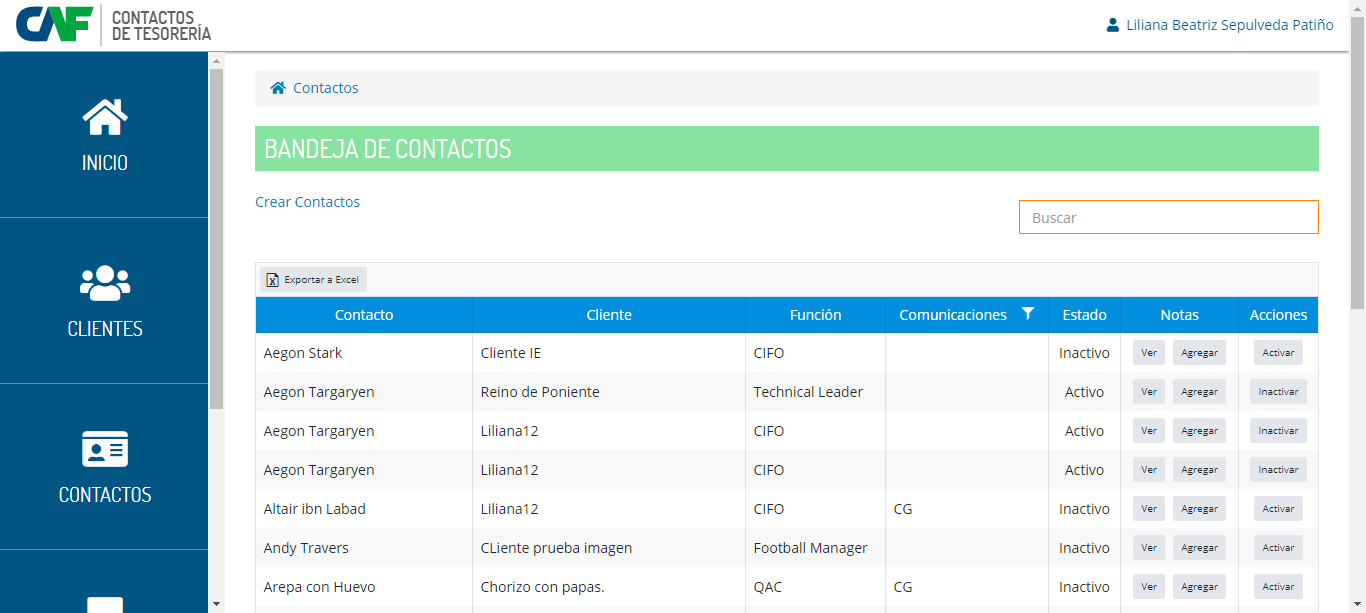 CAF CONTACTOS
DE TESORERÍA
Liliana Beatriz Sepulveda Patiño
INICIO
CLIENTES
CONTACTOS
Contactos
BANDEJA DE CONTACTOS
Crear Contactos
Buscar
Exportar a Excel
Contacto Cliente Función Comunicaciones Estado Notas Acciones
Aegon Stark Cliente IE CIFO Inactivo Ver Agregar Activar
Aegon Targaryen Reino de Poniente Technical Leader Activo Ver Agregar Inactivar
Aegon Targaryen Liliana12 CIFO Activo Ver Agregar Inactivar
Aegon Targaryen Liliana12 CIFO Activo Ver Agregar Inactivar
Altair ibn Labad Liliana12 CIFO CG Inactivo Ver Agregar Activar
Andy Travers CLiente prueba imagen Football Manager Inactivo Ver Agregar Activar
Arepa con Huevo Chorizo con papas. QAC CG Inactivo Ver Agregar Activar